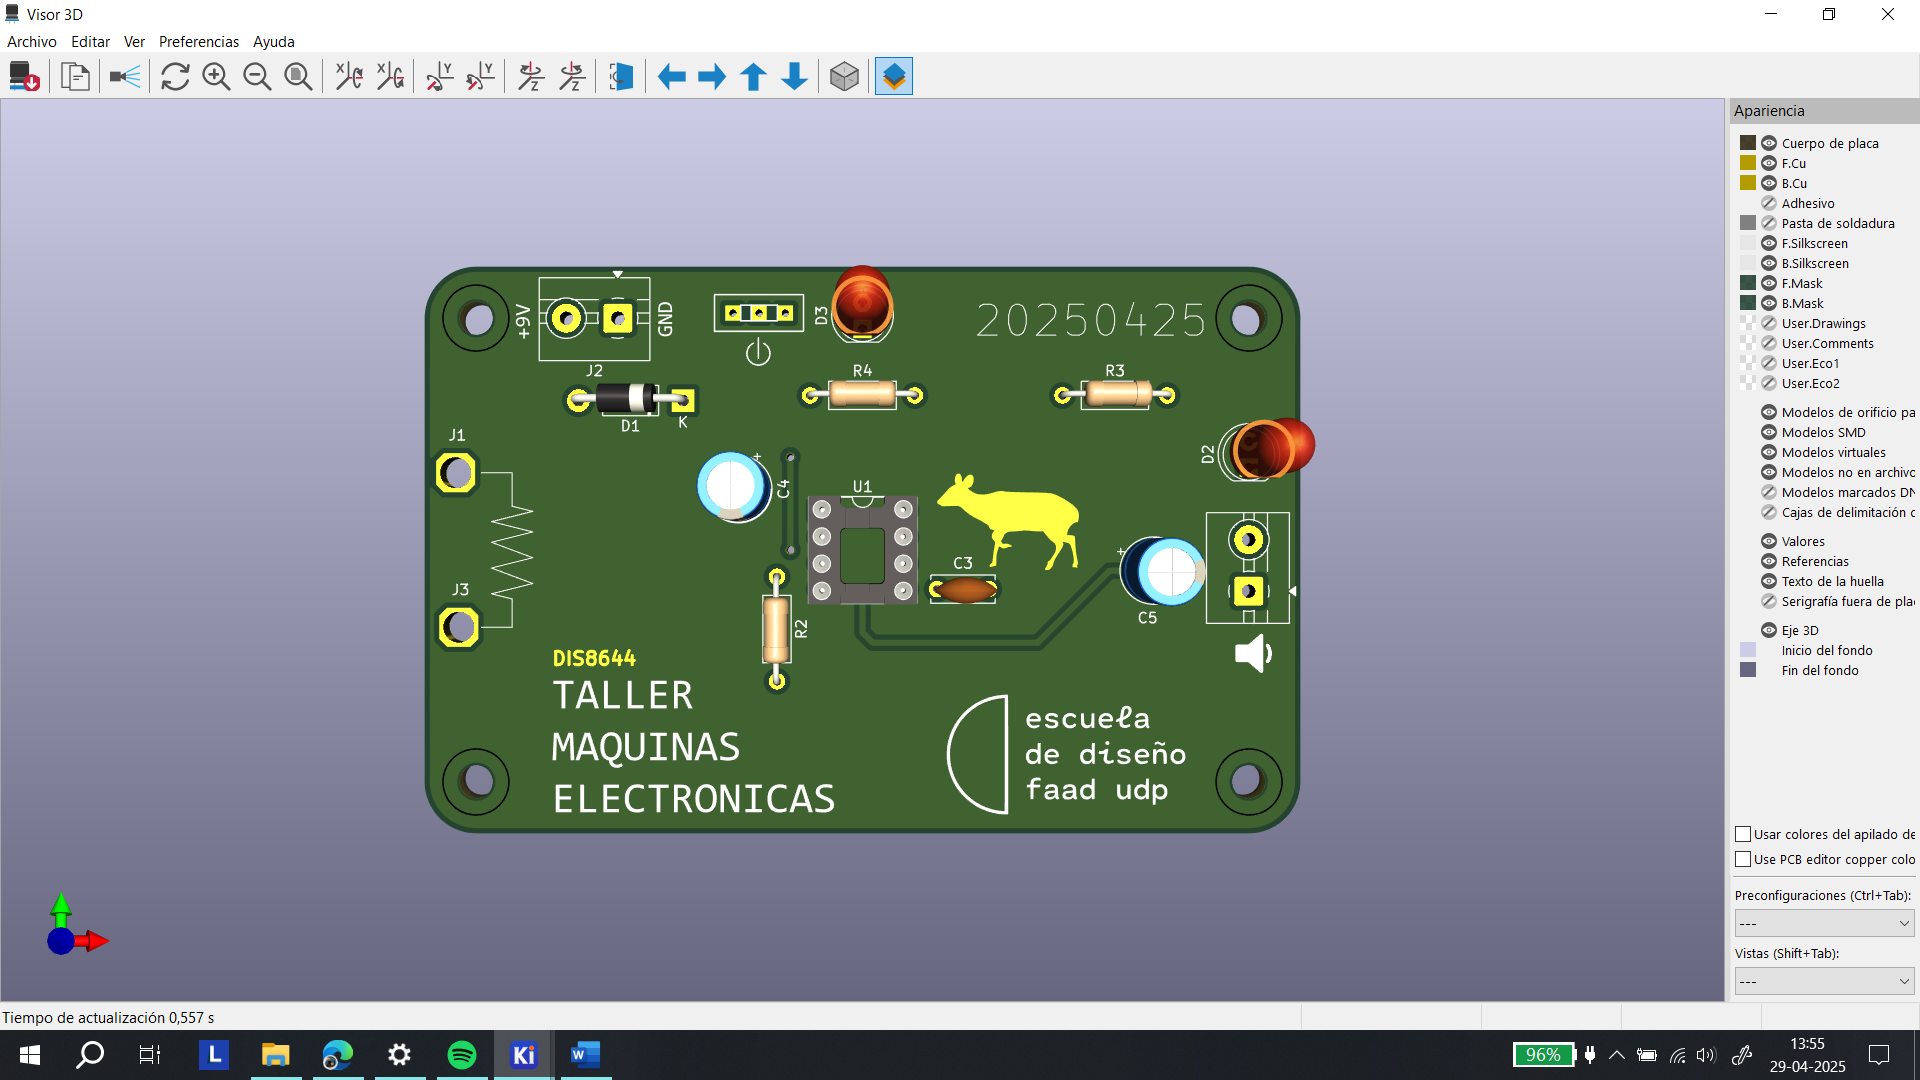 Visor 3D
Archivo Editar Ver Preferencias Ayuda
Apariencia
Cuerpo de placa
F.Cu
B.Cu
Adhesivo
Pasta de soldadura
F.Silkscreen
B.Silkscreen
F.Mask
B.Mask
User.Drawings
User.Comments
User.Eco1
User.Eco2
Modelos de orificio pa
Modelos SMD
Modelos virtuales
Modelos no en archivo
Modelos marcados DN
Cajas de delimitación
Valores
Referencias
Texto de la huella
Serigrafía fuera de pla
Eje 3D
Inicio del fondo
Fin del fondo
Usar colores del apilado de
Use PCB editor copper colo
Preconfiguraciones (Ctrl+Tab):
---
Vistas (Shift+Tab):
---
+9V
GND
J2
D3
20250425
R4
R3
D1
K
J1
D2
C4
+
U1
C3
+
C5
J3
R2
DIS8644
TALLER
MAQUINAS
ELECTRONICAS
escuela
de diseño
faad udp
Tiempo de actualización 0,557 s
L
Ki
W
96%
13:55
29-04-2025